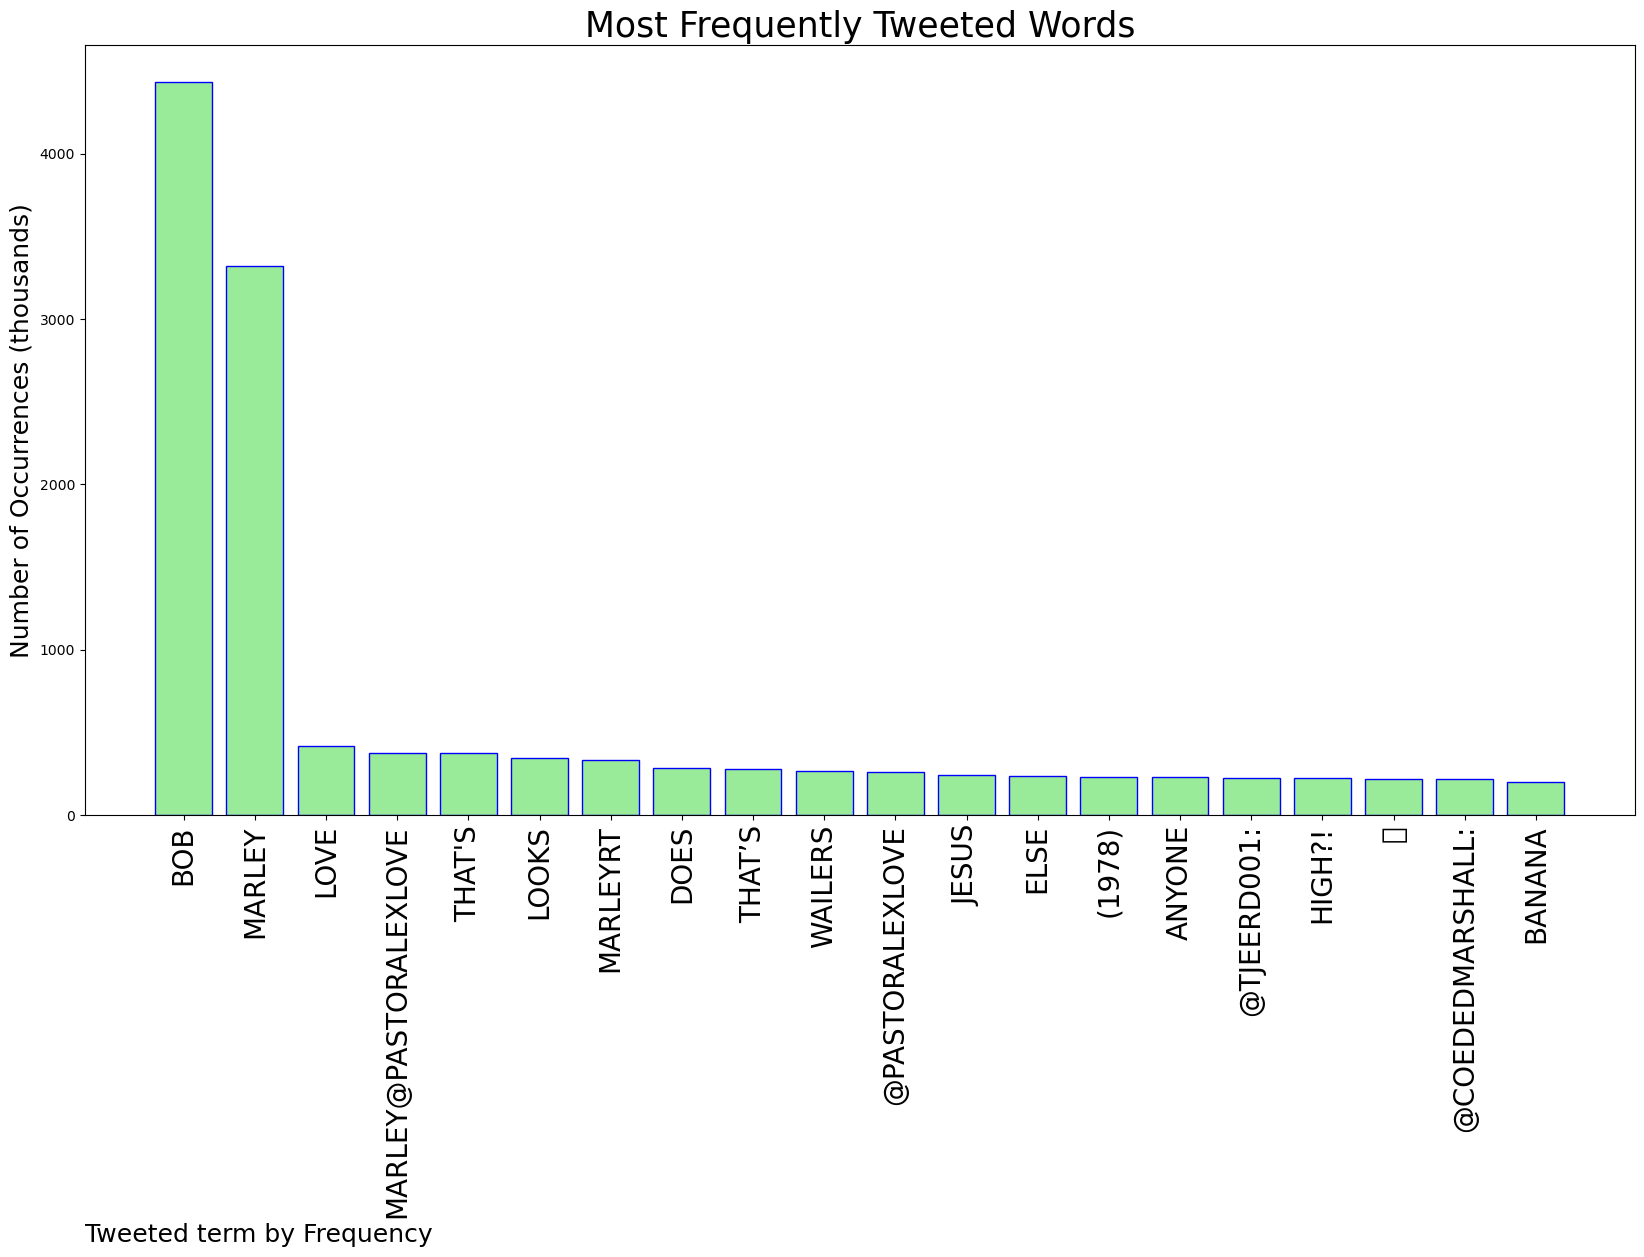 Most Frequently Tweeted Words
Number of Occurrences (thousands)
4000
3000
2000
1000
0
BOB
MARLEY
LOVE
MARLEY@PASTORALEXLOVE
THAT'S
LOOKS
MARLEYRT
DOES
THAT’S
WAILERS
@PASTORALEXLOVE
JESUS
ELSE
(1978)
ANYONE
@TJEERD001:
HIGH?!
@COEDEDMARSHALL:
BANANA
Tweeted term by Frequency